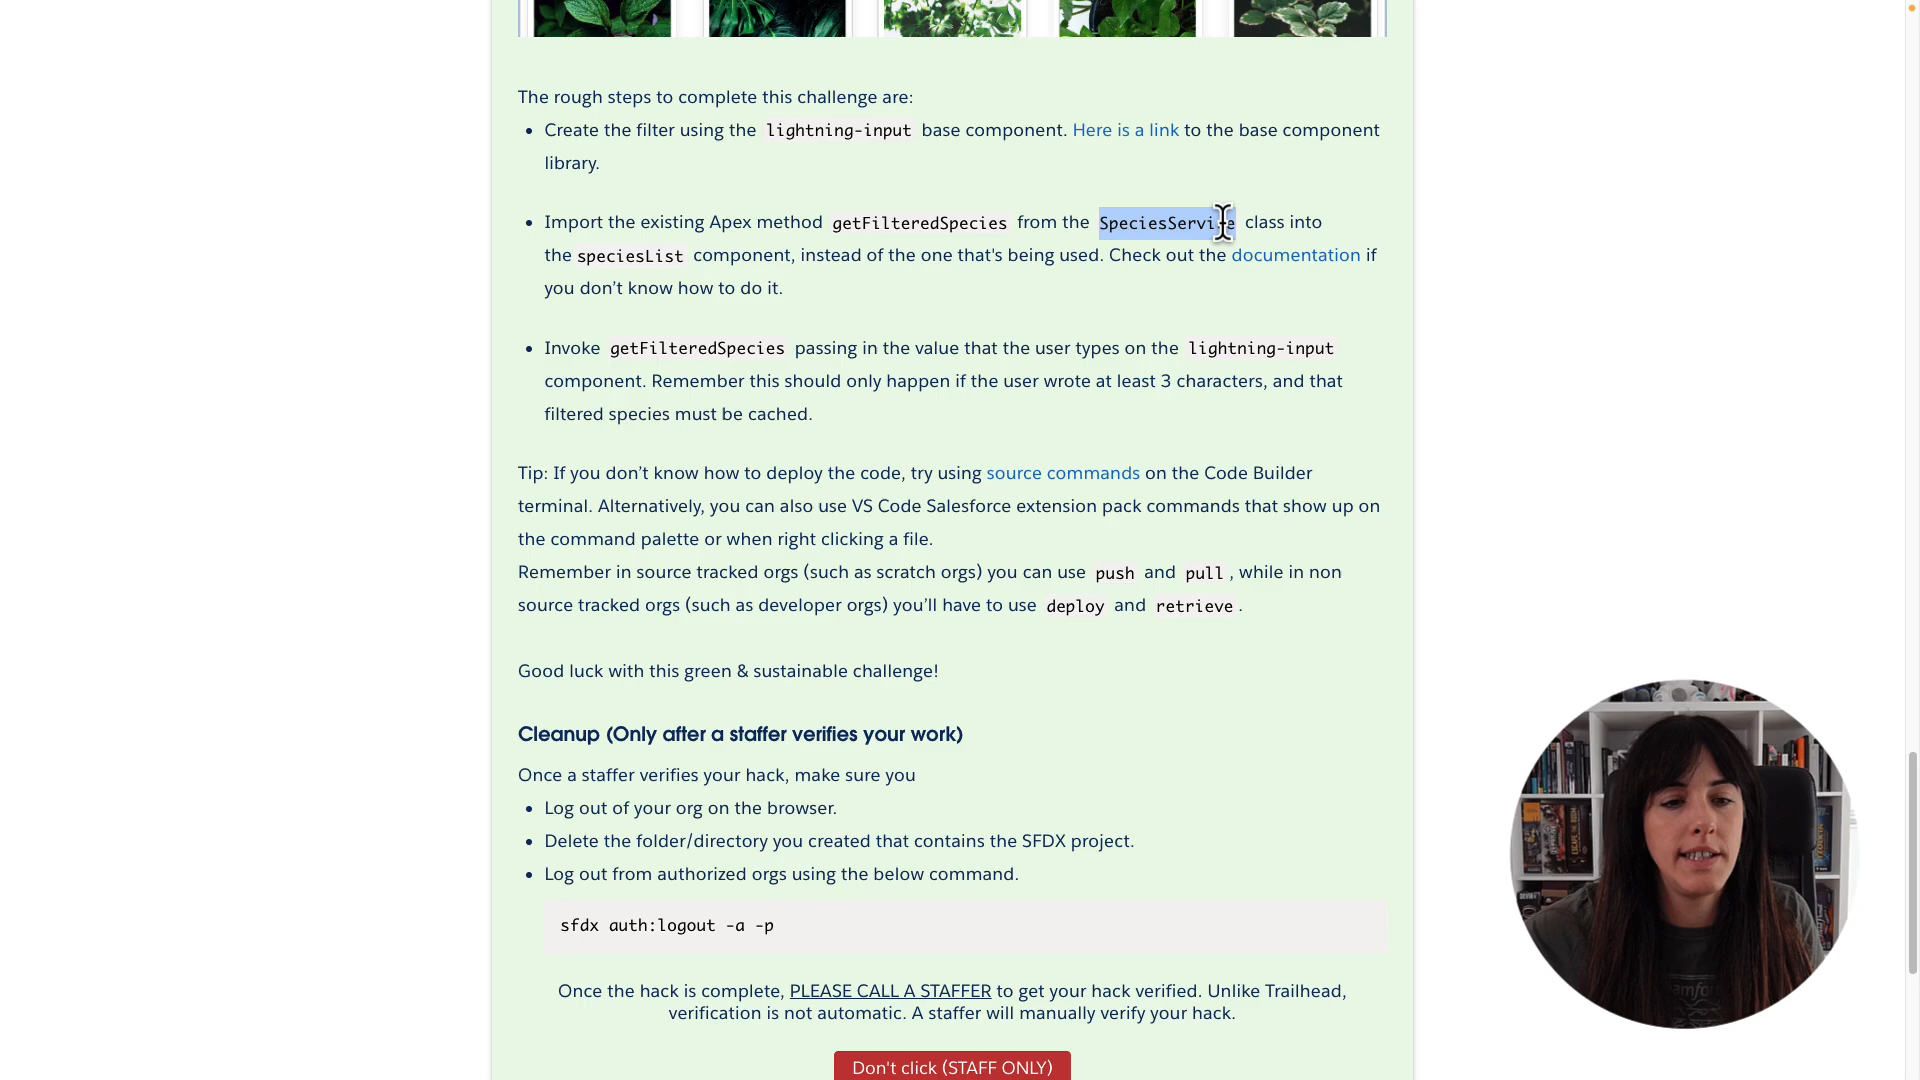 The rough steps to complete this challenge are:
• Create the filter using the lightning-input base component. Here is a link to the base component
library.
• Import the existing Apex method getFilteredSpecies from the SpeciesService class into
the speciesList component, instead of the one that's being used. Check out the documentation if
you don’t know how to do it.
• Invoke getFilteredSpecies passing in the value that the user types on the lightning-input
component. Remember this should only happen if the user wrote at least 3 characters, and that
filtered species must be cached.
Tip: If you don’t know how to deploy the code, try using source commands on the Code Builder
terminal. Alternatively, you can also use VS Code Salesforce extension pack commands that show up on
the command palette or when right clicking a file.
Remember in source tracked orgs (such as scratch orgs) you can use push and pull, while in non
source tracked orgs (such as developer orgs) you’ll have to use deploy and retrieve.
Good luck with this green & sustainable challenge!
Cleanup (Only after a staffer verifies your work)
Once a staffer verifies your hack, make sure you
• Log out of your org on the browser.
• Delete the folder/directory you created that contains the SFDX project.
• Log out from authorized orgs using the below command.
sfdx auth:logout -a -p
Once the hack is complete, PLEASE CALL A STAFFER to get your hack verified. Unlike Trailhead,
verification is not automatic. A staffer will manually verify your hack.
Don't click (STAFF ONLY)